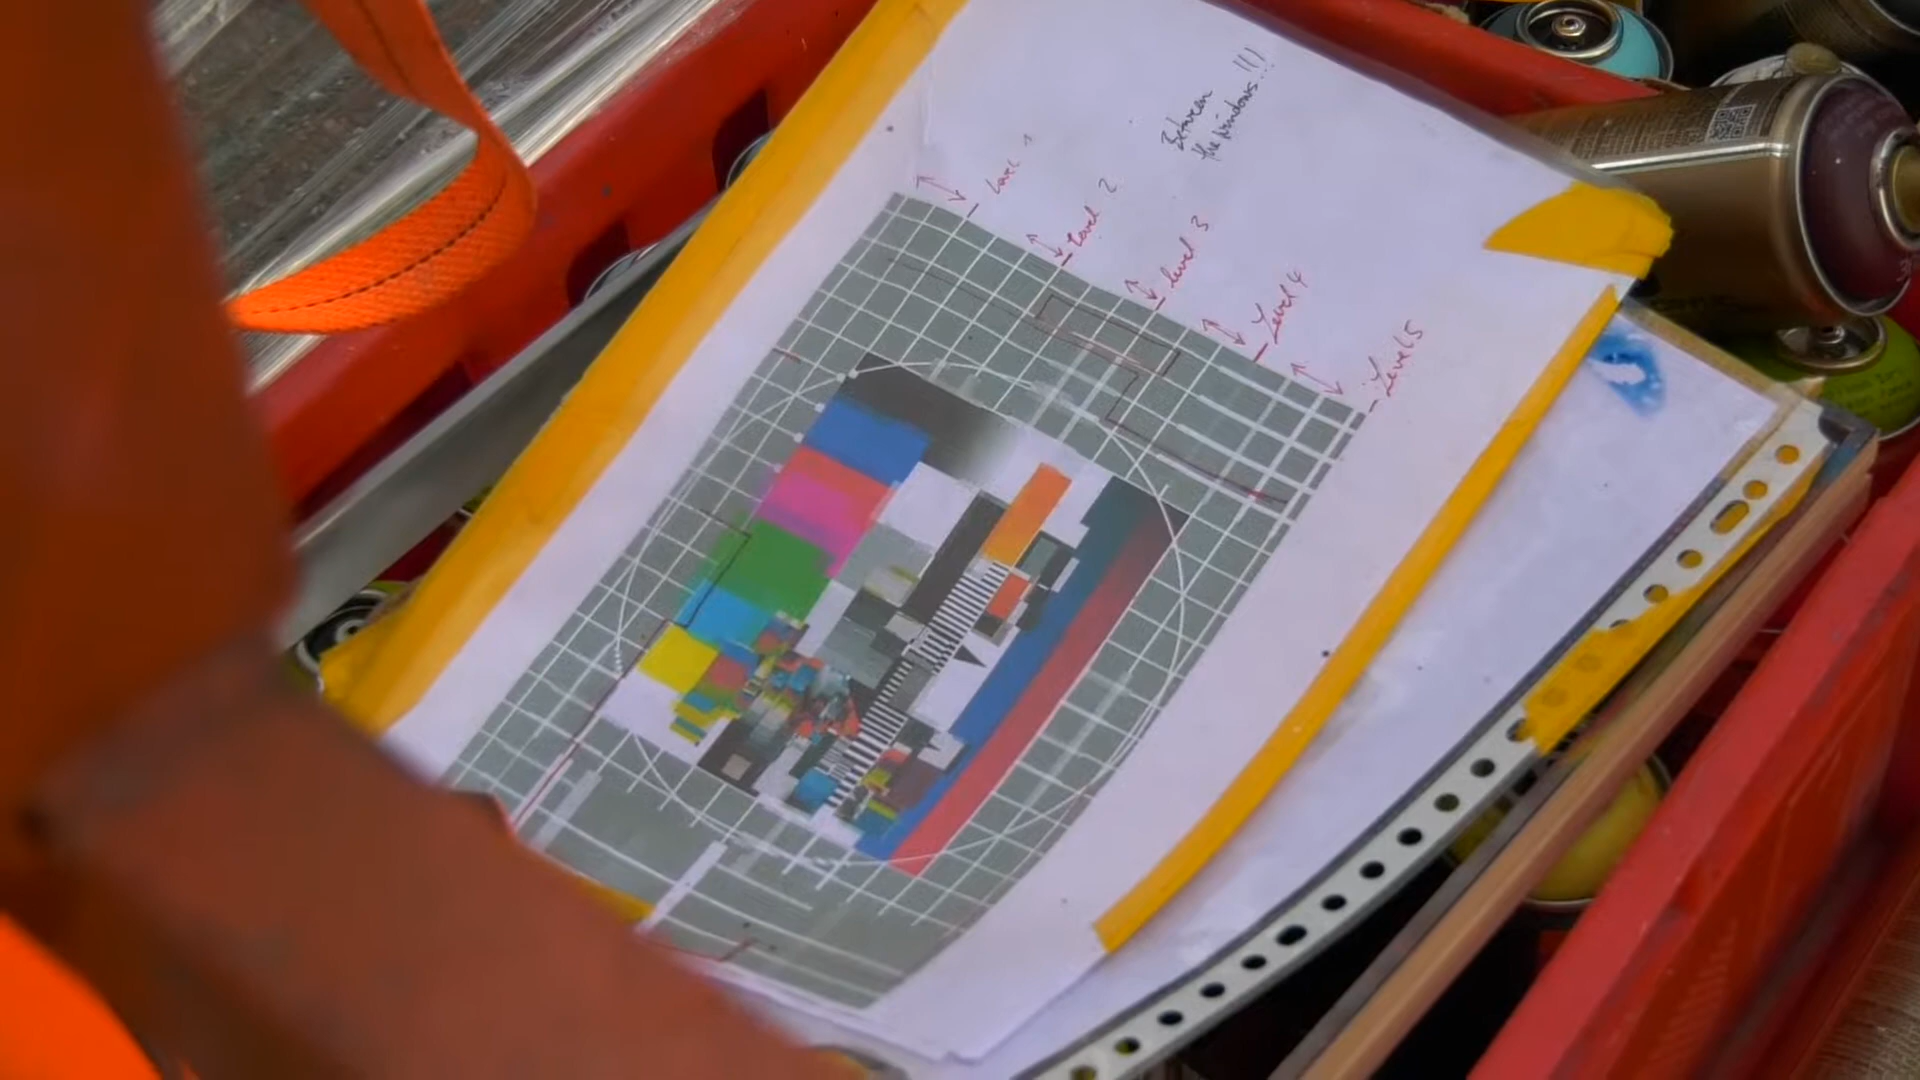 Between
the windows!!!
Level 1
Level 2
Level 3
Level 4
Level 5